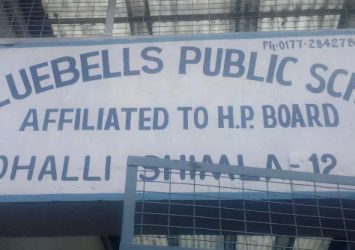 Ph:0177-284278
LUEBELLS PUBLIC SCH
AFFILIATED TO H.P. BOARD
DHALLI SHIMLA-12